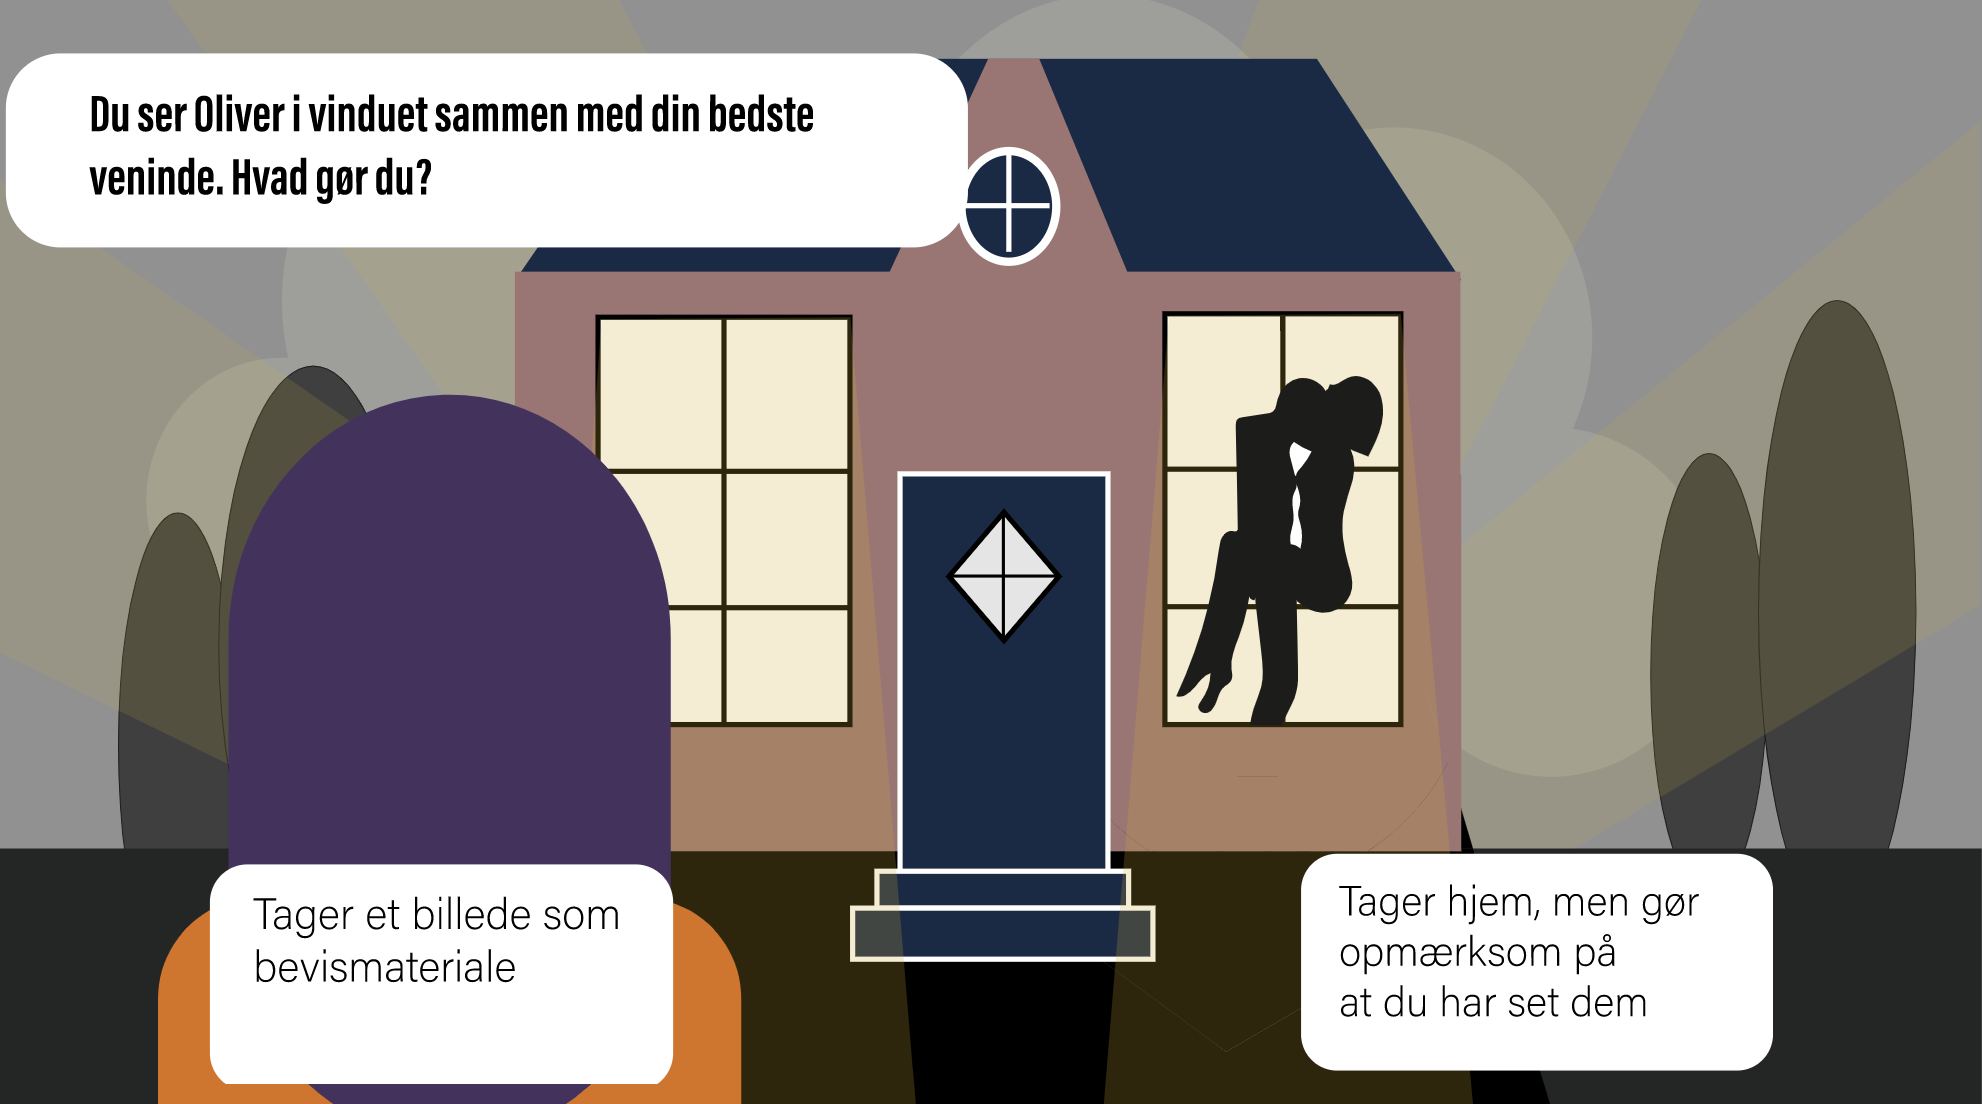 Du ser Oliver i vinduet sammen med din bedste
veninde. Hvad gør du?
Tager et billede som
bevismateriale
Tager hjem, men gør
opmærksom på
at du har set dem